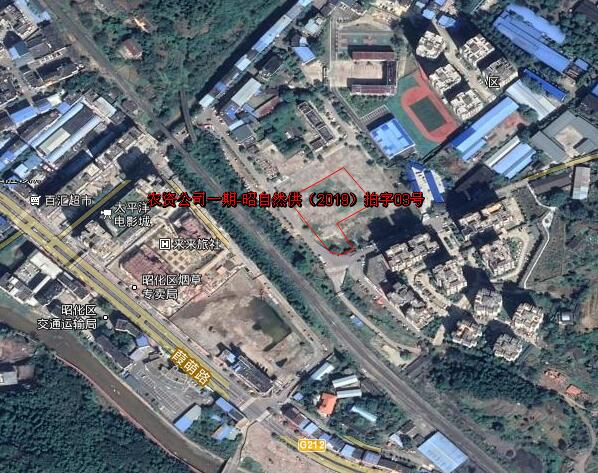 区
百汇超市
农资公司一期-昭自然供（2019）拍字03号
太平洋
电影城
来来旅社
昭化区烟草
专卖局
昭化区
交通运输局
葭萌路
G212